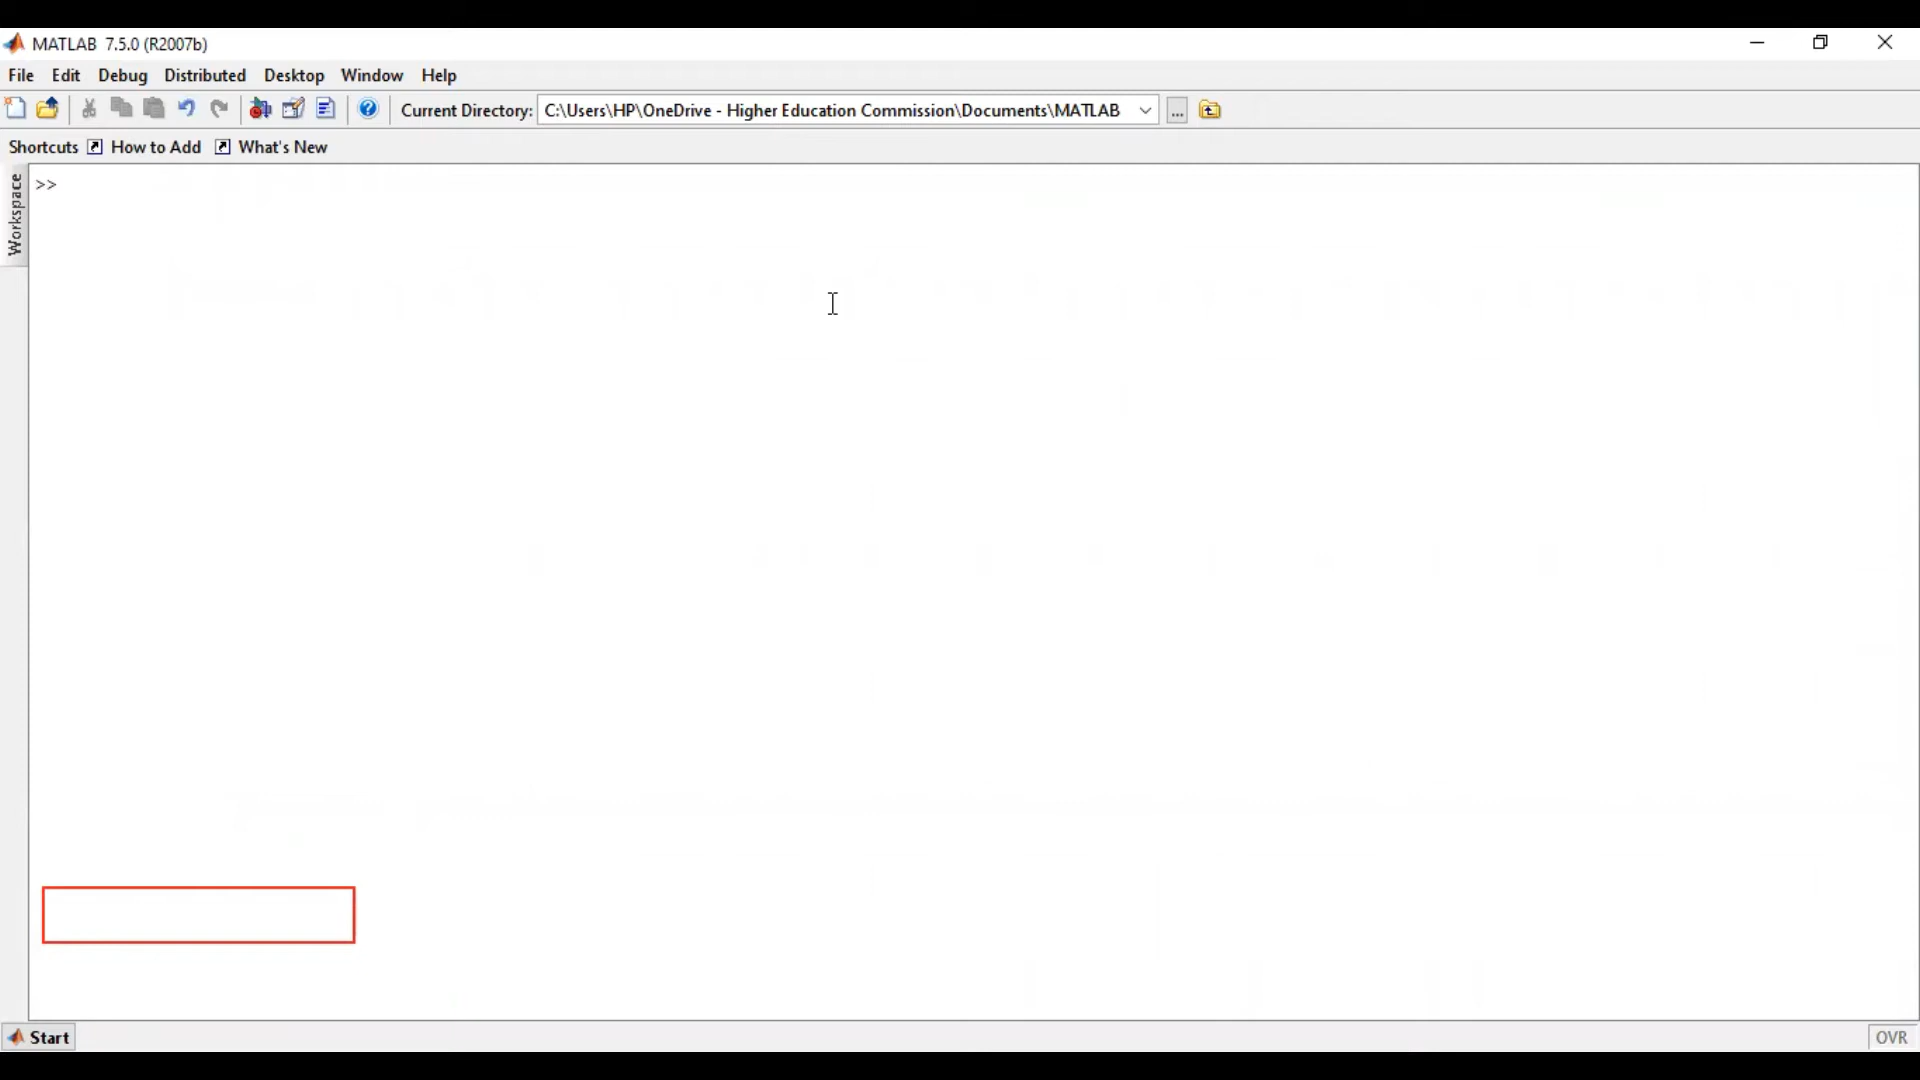 MATLAB 7.5.0 (R2007b)
File Edit Debug Distributed Desktop Window Help
Current Directory: C:\Users\HP\OneDrive - Higher Education Commission\Documents\MATLAB ...
Shortcuts How to Add What's New
Workspace
>>
Start
OVR